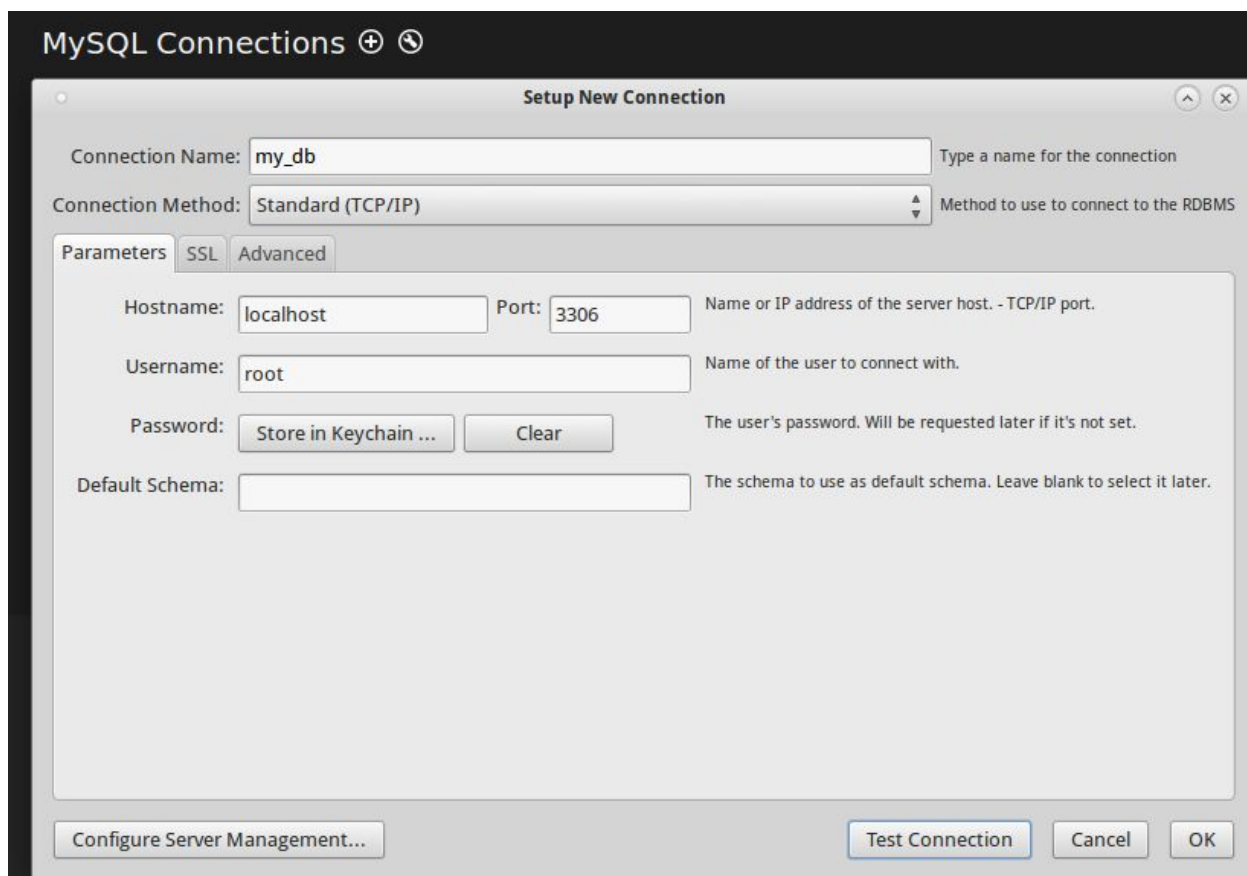 MySQL Connections
Setup New Connection
Connection Name: my_db Type a name for the connection
Connection Method: Standard (TCP/IP) Method to use to connect to the RDBMS
Parameters SSL Advanced
Hostname: localhost Port: 3306 Name or IP address of the server host. - TCP/IP port.
Username: root Name of the user to connect with.
Password: Store in Keychain ... Clear The user's password. Will be requested later if it's not set.
Default Schema: The schema to use as default schema. Leave blank to select it later.
Configure Server Management... Test Connection Cancel OK